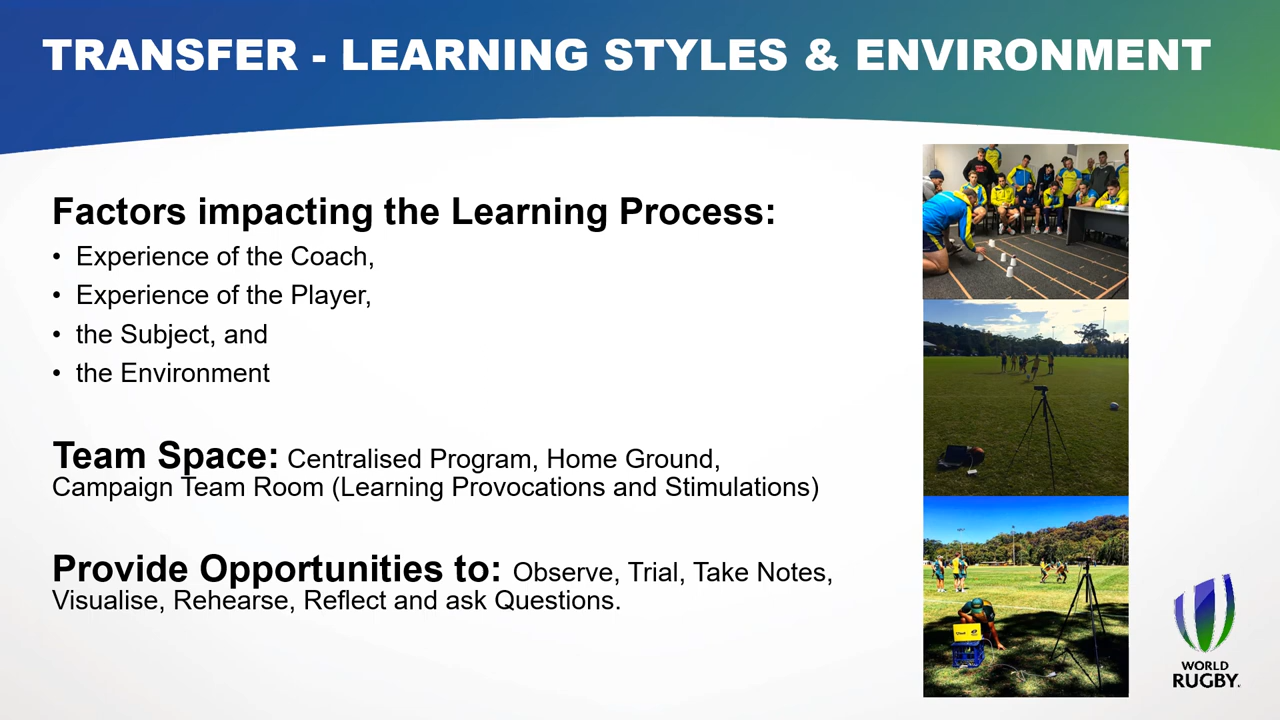 TRANSFER - LEARNING STYLES & ENVIRONMENT
Factors impacting the Learning Process:
• Experience of the Coach,
• Experience of the Player,
• the Subject, and
• the Environment
Team Space: Centralised Program, Home Ground,
Campaign Team Room (Learning Provocations and Stimulations)
Provide Opportunities to: Observe, Trial, Take Notes,
Visualise, Rehearse, Reflect and ask Questions.
WORLD
RUGBY